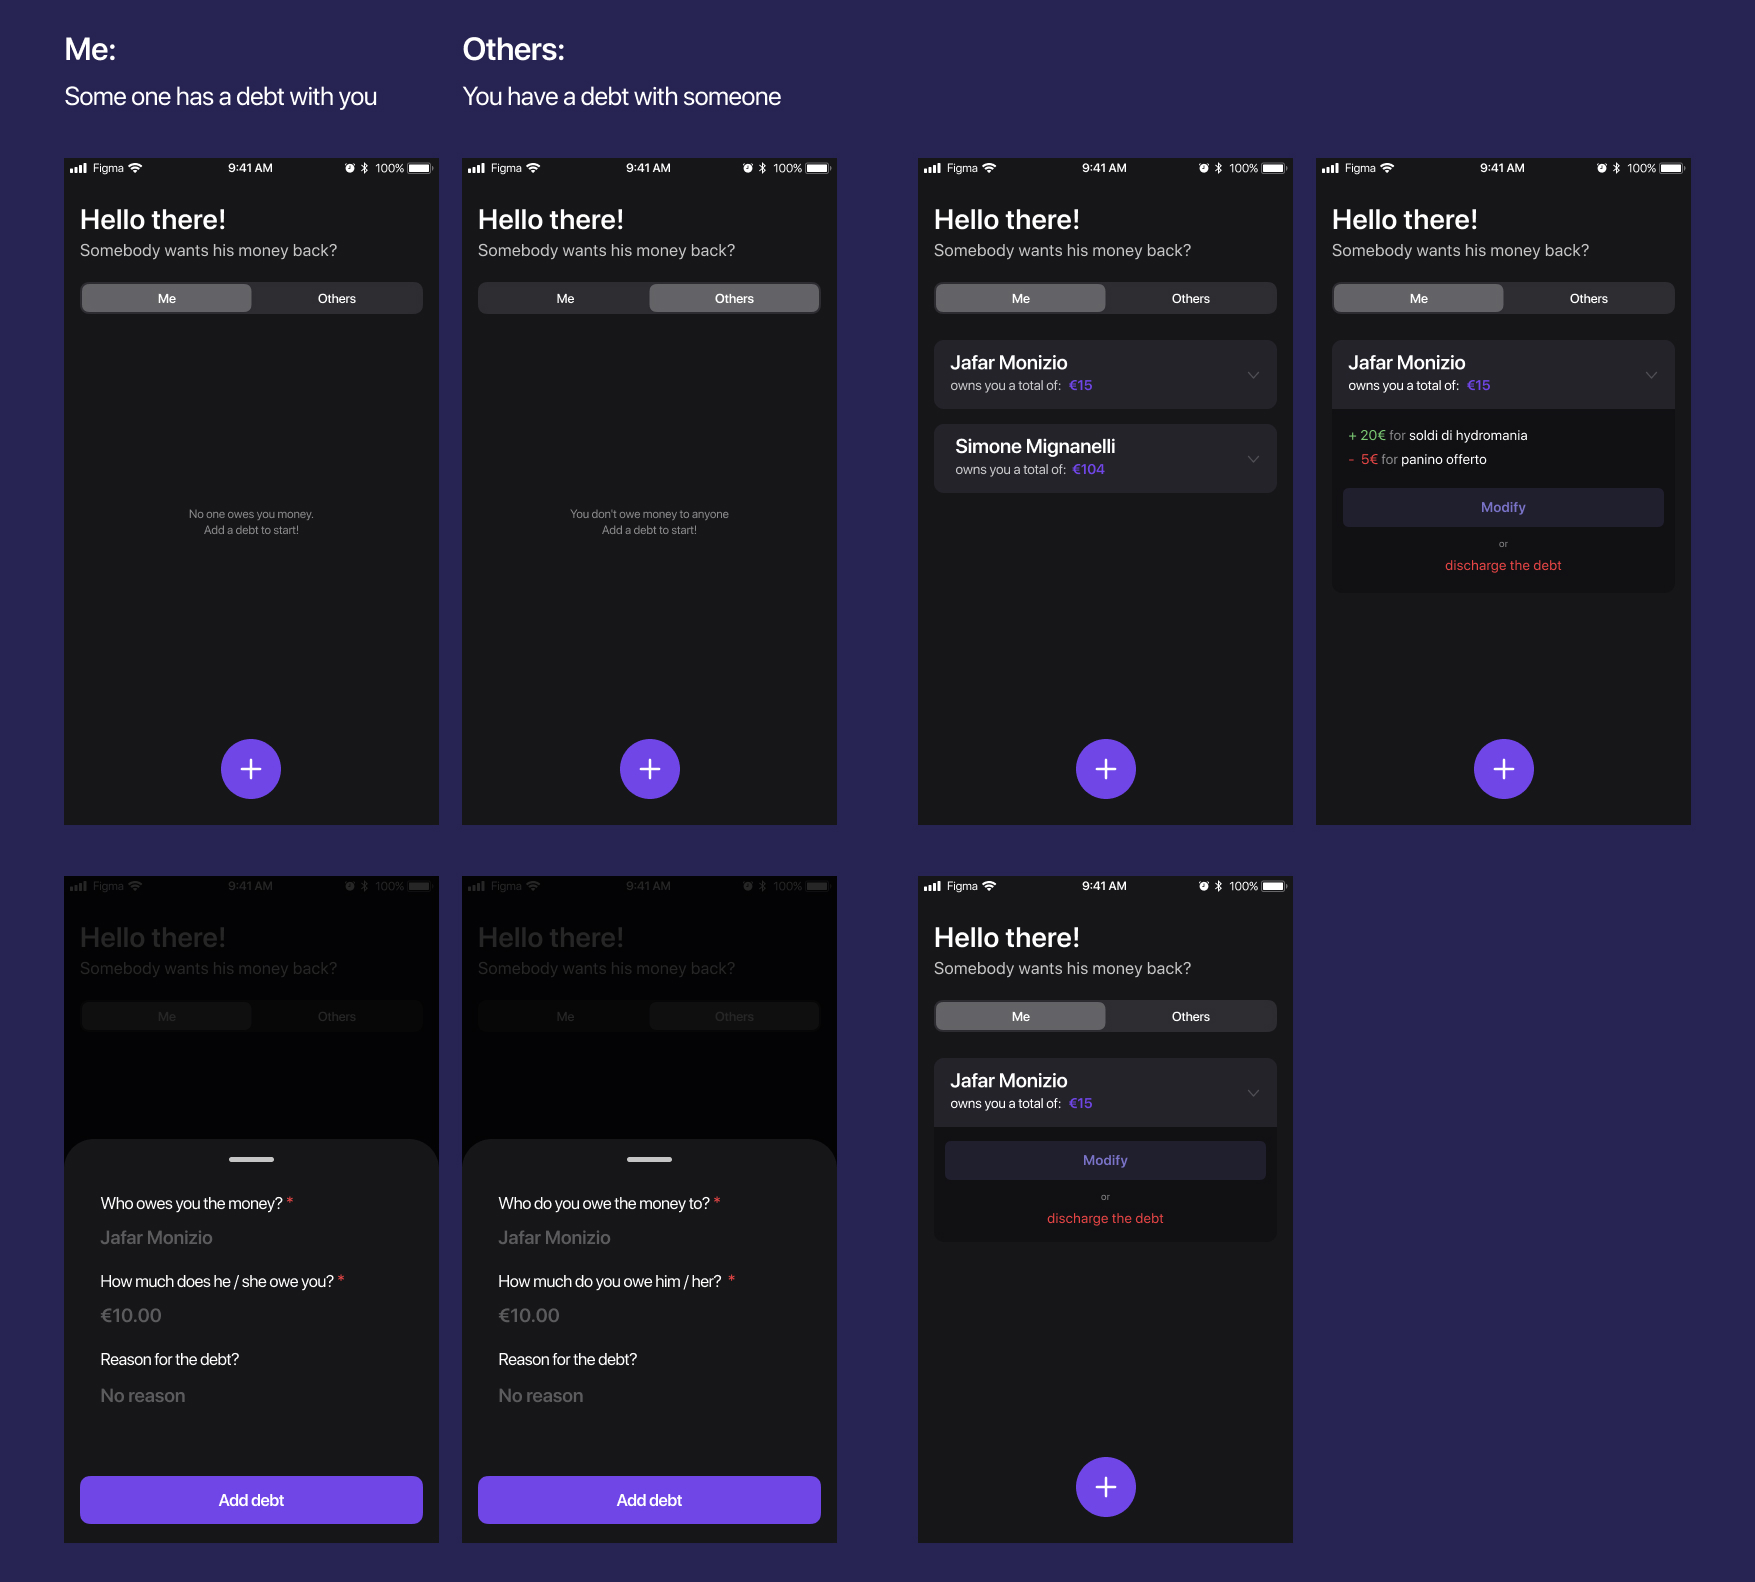 Me:
Some one has a debt with you
Others:
You have a debt with someone
Figma 9:41 AM 100%
Hello there!
Somebody wants his money back?
Me Others
No one owes you money.
Add a debt to start!
Figma 9:41 AM 100%
Hello there!
Somebody wants his money back?
Me Others
You don't owe money to anyone
Add a debt to start!
Figma 9:41 AM 100%
Hello there!
Somebody wants his money back?
Me Others
Jafar Monizio
owns you a total of: €15
Simone Mignanelli
owns you a total of: €104
Figma 9:41 AM 100%
Hello there!
Somebody wants his money back?
Me Others
Jafar Monizio
owns you a total of: €15
+ 20€ for soldi di hydromania
- 5€ for panino offerto
Modify
or
discharge the debt
Figma 9:41 AM 100%
Hello there!
Somebody wants his money back?
Me Others
Who owes you the money? *
Jafar Monizio
How much does he / she owe you? *
€10.00
Reason for the debt?
No reason
Add debt
Figma 9:41 AM 100%
Hello there!
Somebody wants his money back?
Me Others
Who do you owe the money to? *
Jafar Monizio
How much do you owe him / her? *
€10.00
Reason for the debt?
No reason
Add debt
Figma 9:41 AM 100%
Hello there!
Somebody wants his money back?
Me Others
Jafar Monizio
owns you a total of: €15
Modify
or
discharge the debt